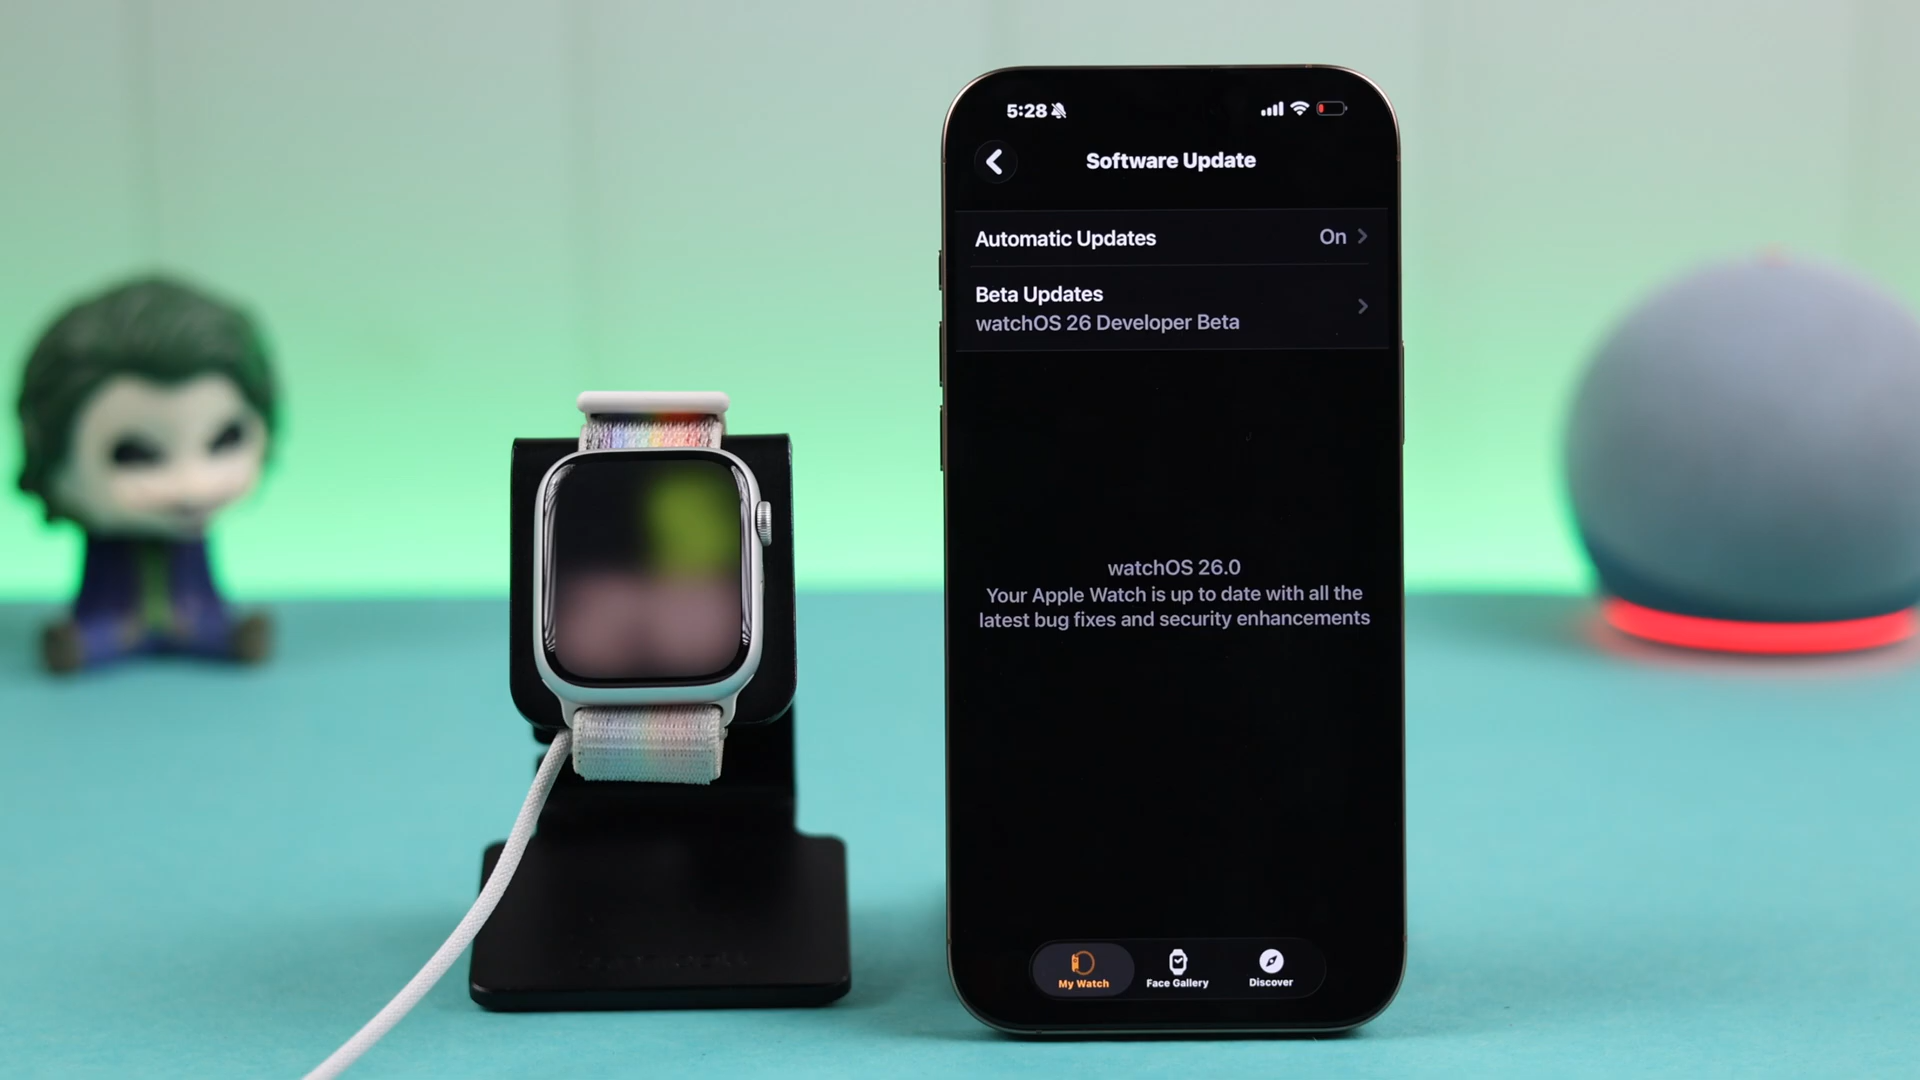 5:28
Software Update
Automatic Updates On
Beta Updates
watchOS 26 Developer Beta
watchOS 26.0
Your Apple Watch is up to date with all the
latest bug fixes and security enhancements
My Watch Face Gallery Discover